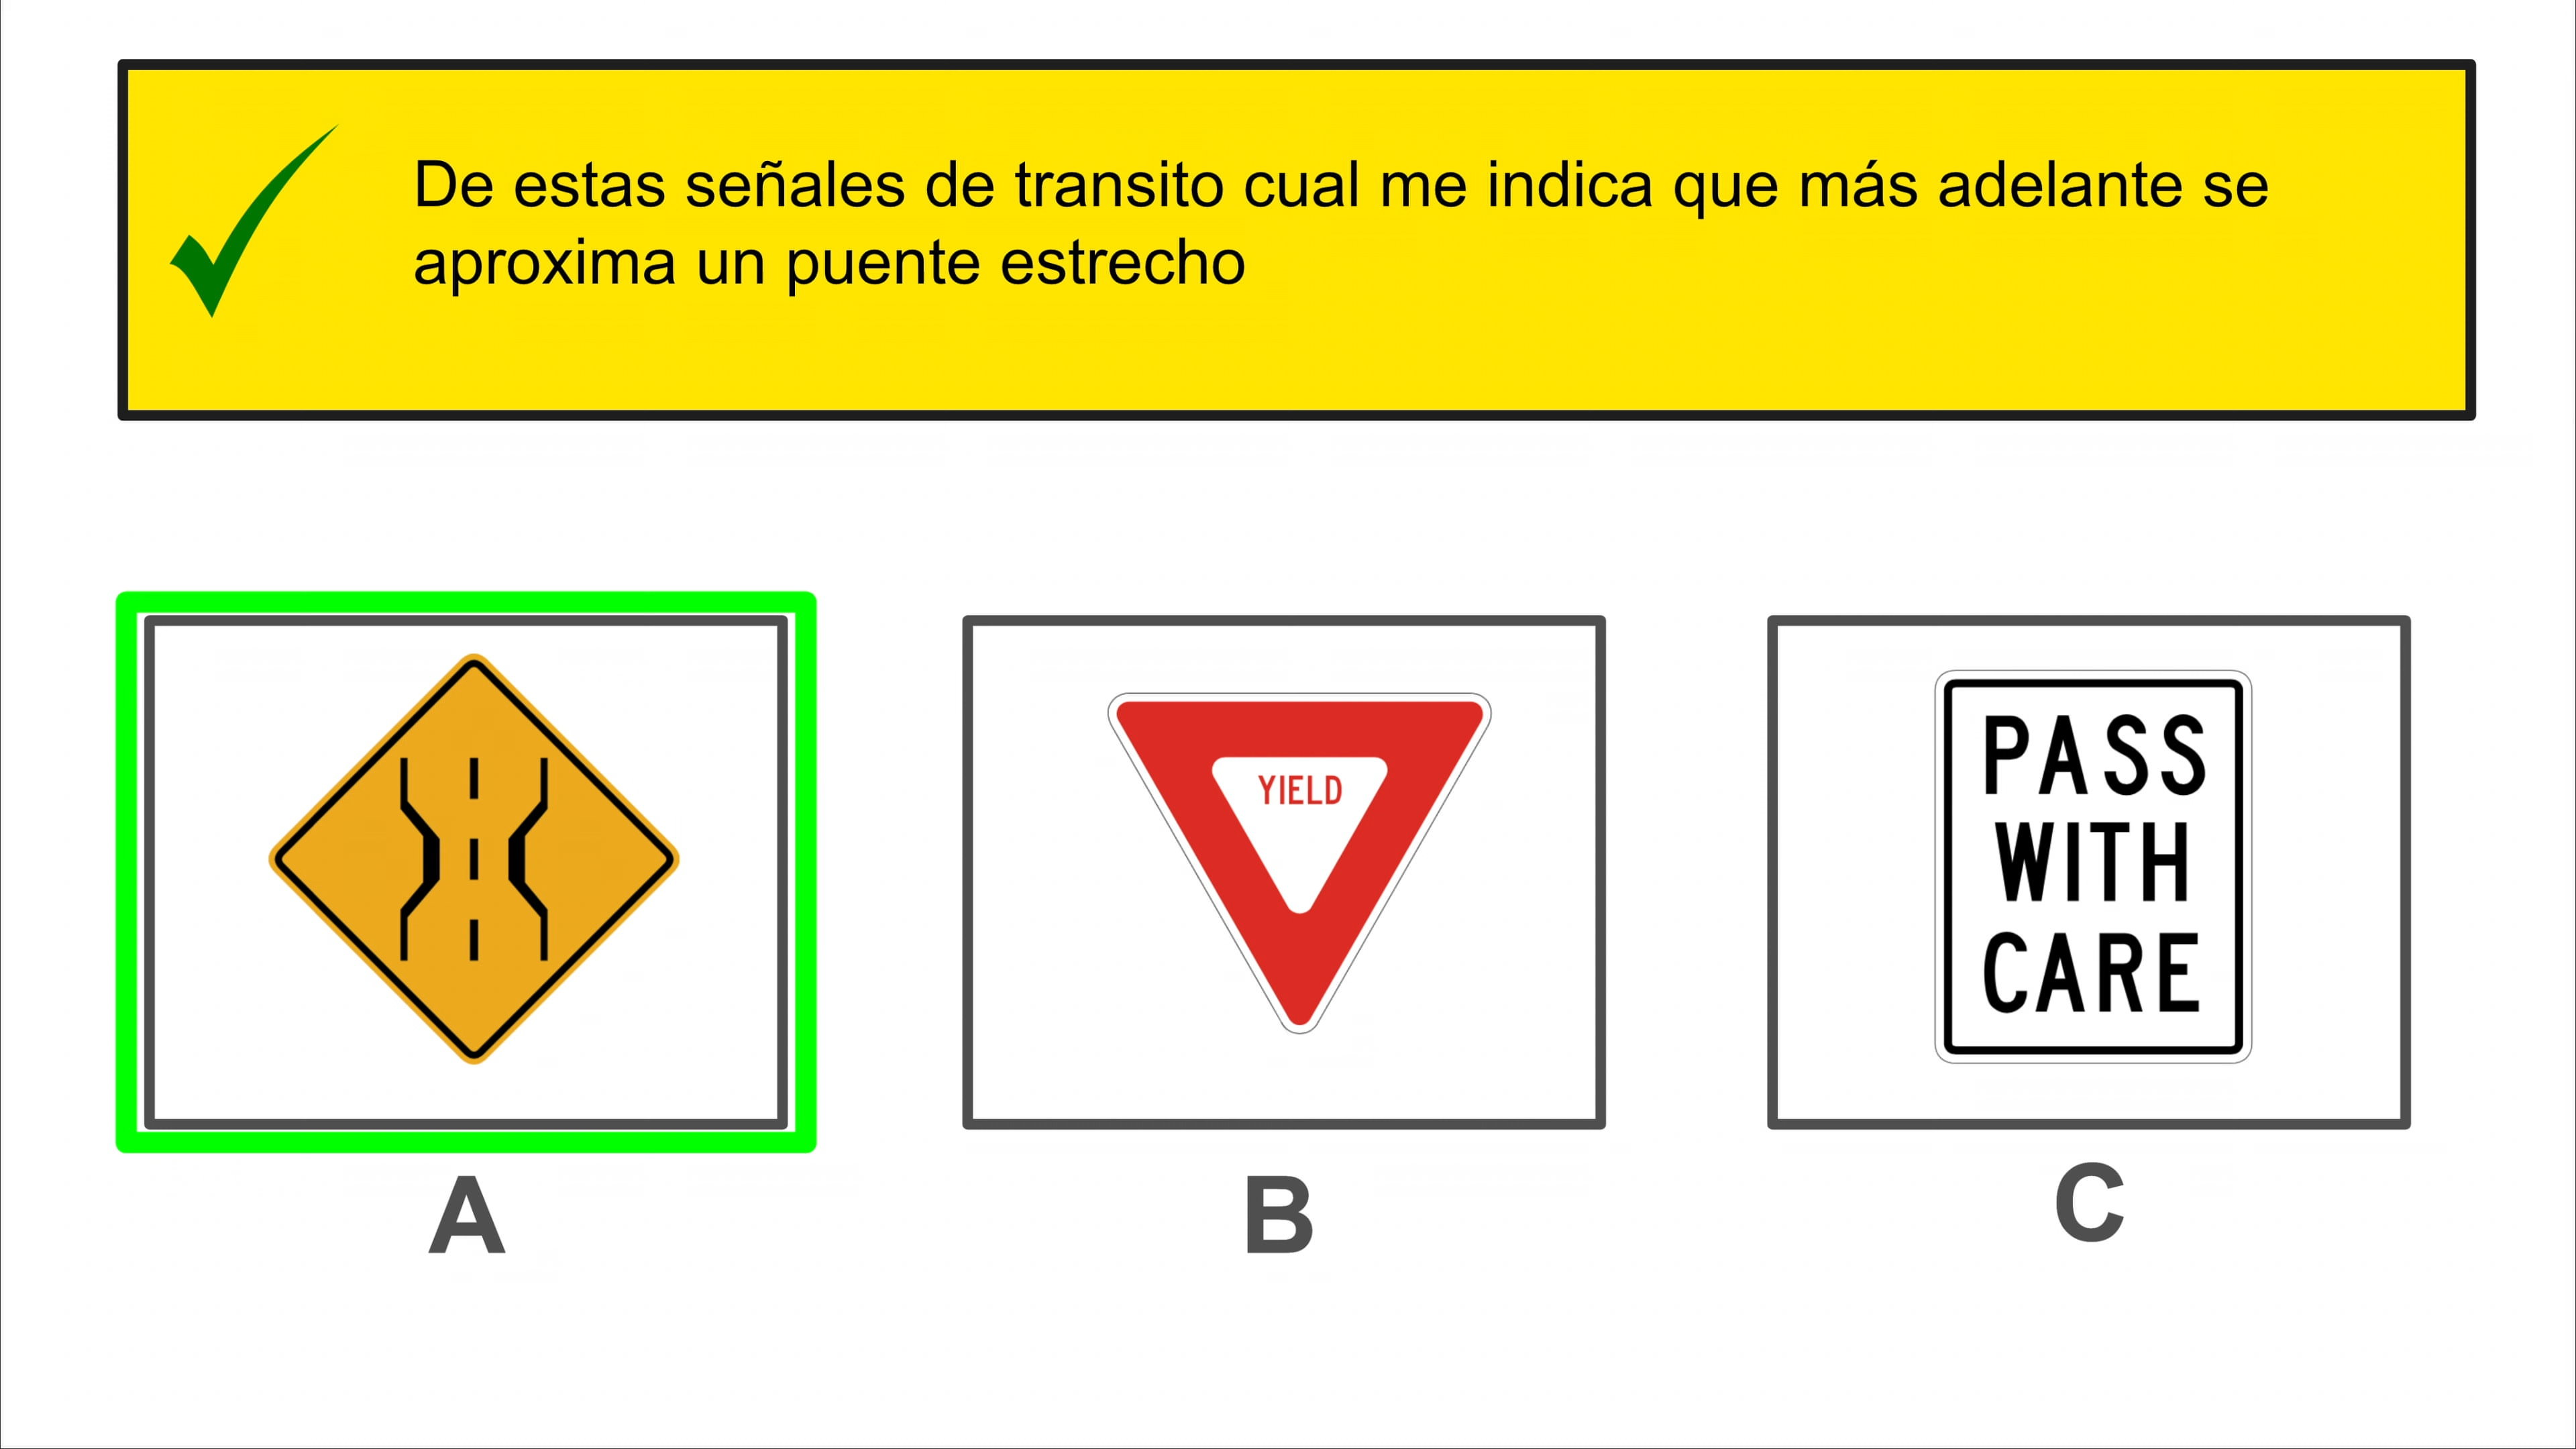 De estas señales de transito cual me indica que más adelante se
aproxima un puente estrecho
YIELD
PASS
WITH
CARE
A
B
C